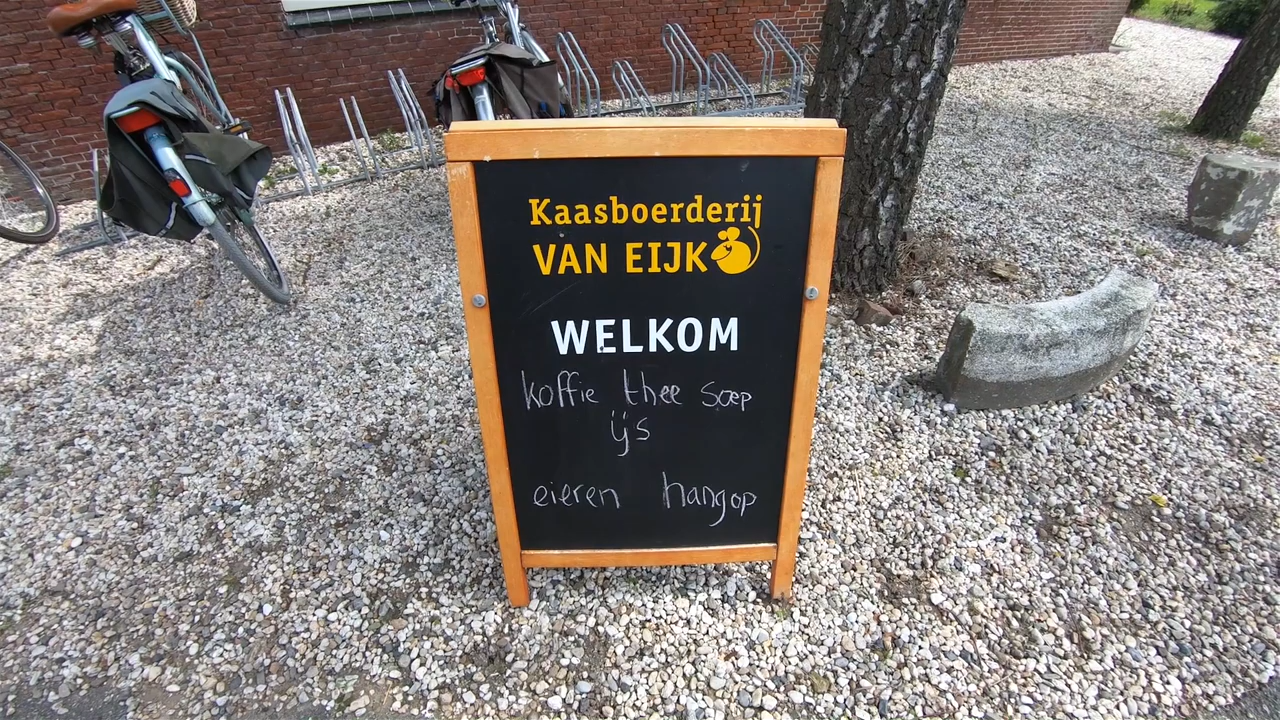 Kaasboerderij
VAN EIJK
WELKOM
koffie thee soep
ijs
eieren hangop